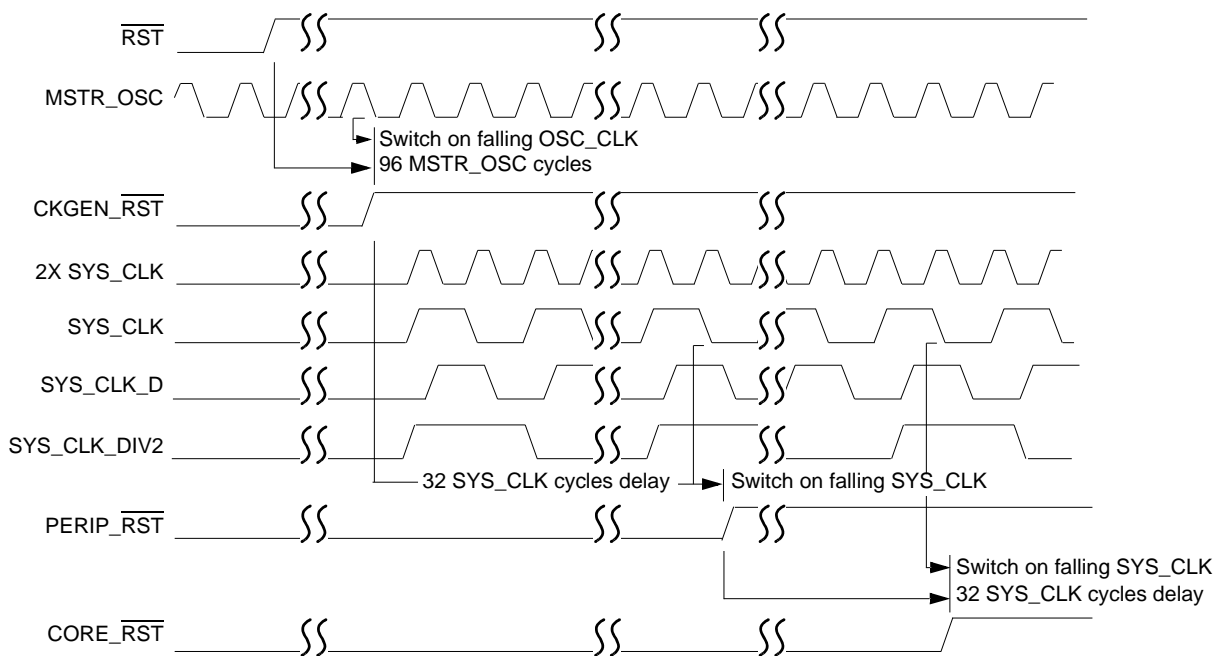 RST
MSTR_OSC
Switch on falling OSC_CLK
96 MSTR_OSC cycles
CKGEN_RST
2X SYS_CLK
SYS_CLK
SYS_CLK_D
SYS_CLK_DIV2
32 SYS_CLK cycles delay
Switch on falling SYS_CLK
PERIP_RST
Switch on falling SYS_CLK
32 SYS_CLK cycles delay
CORE_RST